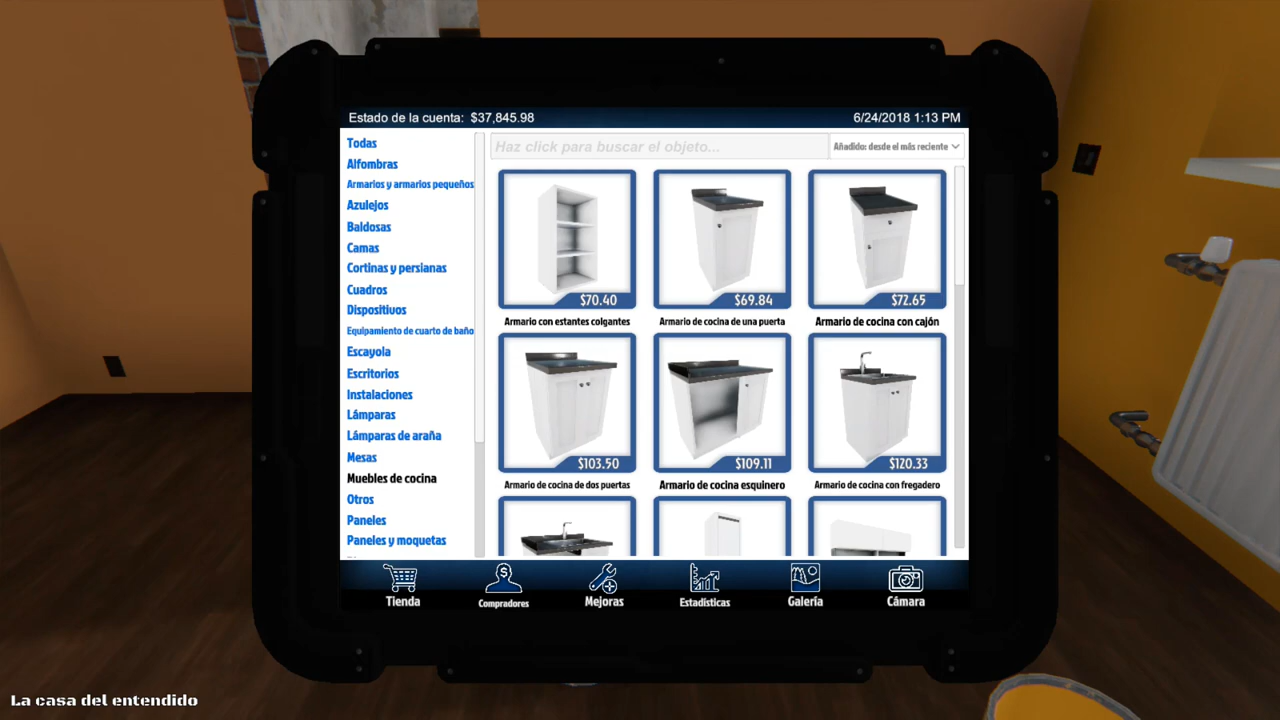 Estado de la cuenta: $37,845.98
6/24/2018 1:13 PM
Todas
Alfombras
Armarios y armarios pequeños
Azulejos
Baldosas
Camas
Cortinas y persianas
Cuadros
Dispositivos
Equipamiento de cuarto de baño
Escayola
Escritorios
Instalaciones
Lámparas
Lámparas de araña
Mesas
Muebles de cocina
Otros
Paneles
Paneles y moquetas
Haz click para buscar el objeto...
Añadido: desde el más reciente
$70.40
$69.84
$72.65
Armario con estantes colgantes
Armario de cocina de una puerta
Armario de cocina con cajón
$103.50
$109.11
$120.33
Armario de cocina de dos puertas
Armario de cocina esquinero
Armario de cocina con fregadero
Tienda
Compradores
Mejoras
Estadísticas
Galería
Cámara
La casa del entendido